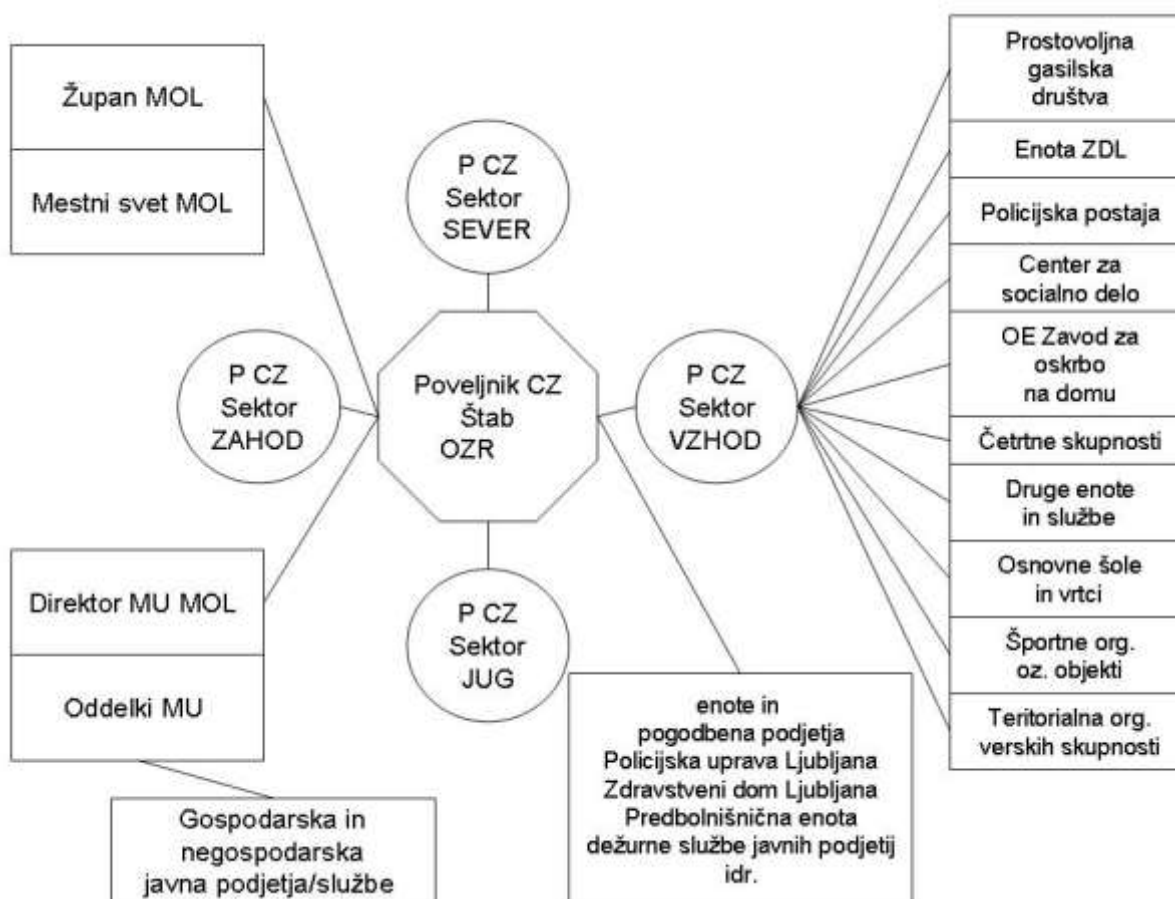 Župan MOL
Mestni svet MOL
P CZ
Sektor
SEVER
P CZ
Sektor
ZAHOD
Poveljnik CZ
Štab
OZR
P CZ
Sektor
VZHOD
P CZ
Sektor
JUG
Direktor MU MOL
Oddelki MU
Gospodarska in
negospodarska
javna podjetja/službe
enote in
pogodbena podjetja
Policijska uprava Ljubljana
Zdravstveni dom Ljubljana
Predbolnišnična enota
dežurne službe javnih podjetij
idr.
Prostovoljna
gasilska
društva
Enota ZDL
Policijska postaja
Center za
socialno delo
OE Zavod za
oskrbo
na domu
Četrtne skupnosti
Druge enote
in službe
Osnovne šole
in vrtci
Športne org.
oz. objekti
Teritorialna org.
verskih skupnosti